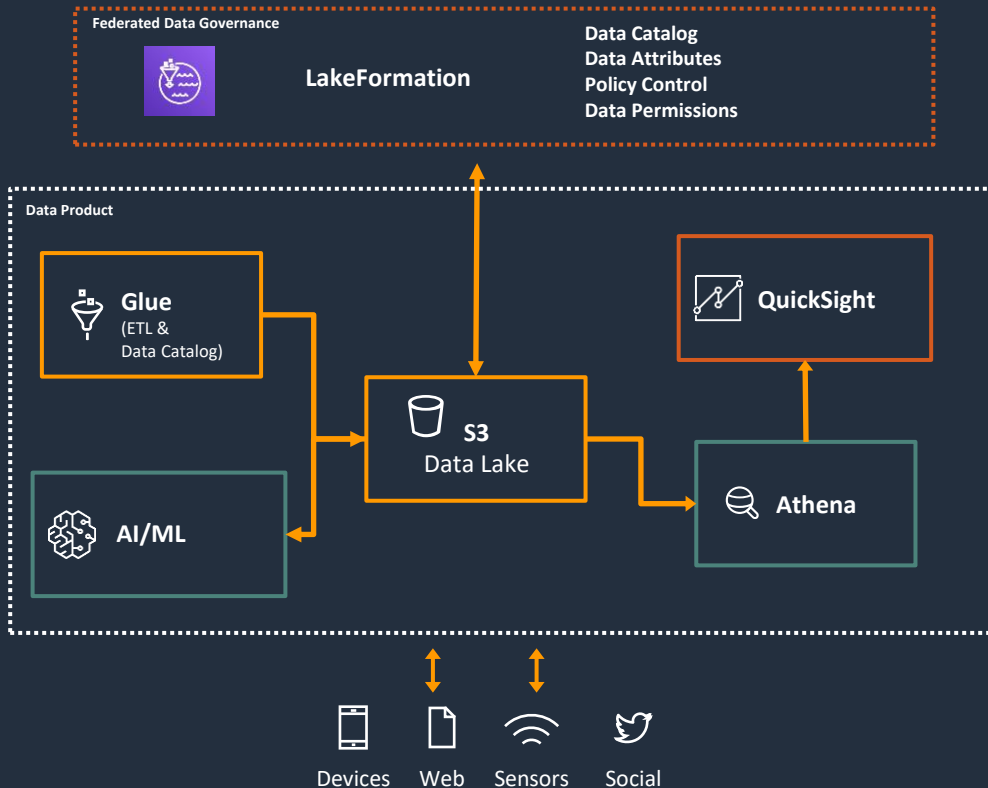 Federated Data Governance
LakeFormation
Data Catalog
Data Attributes
Policy Control
Data Permissions
Data Product
Glue
(ETL &
Data Catalog)
QuickSight
S3
Data Lake
AI/ML
Athena
Devices
Web
Sensors
Social